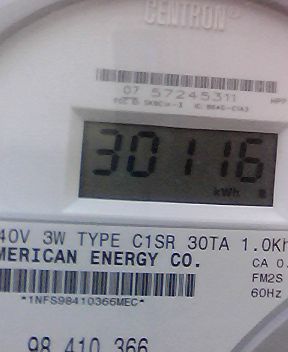 CENTRON®
07 57245311
30116
kWh
40V 3W TYPE C1SR 30TA 1.0Kh
MERICAN ENERGY CO.
CA 0.
FM2S
60Hz
*1NFS98410366MEC*
98 410 366